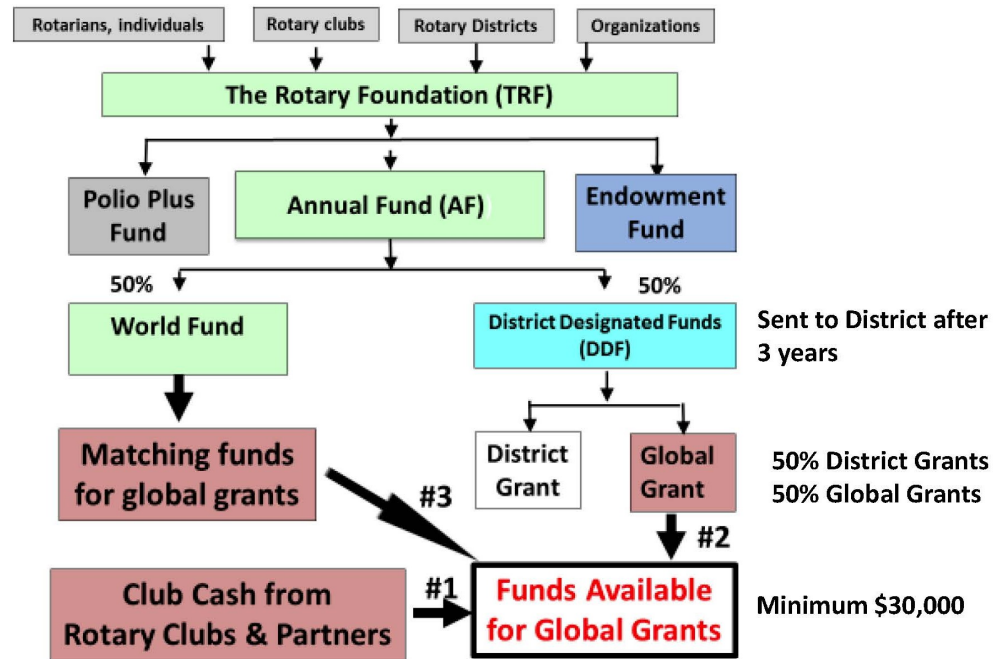 Rotarians, individuals
Rotary clubs
Rotary Districts
Organizations
The Rotary Foundation (TRF)
Polio Plus
Fund
Annual Fund (AF)
Endowment
Fund
50%
50%
World Fund
District Designated Funds
(DDF)
Sent to District after
3 years
Matching funds
for global grants
District
Grant
Global
Grant
50% District Grants
50% Global Grants
#3
#2
Club Cash from
Rotary Clubs & Partners
#1
Funds Available
for Global Grants
Minimum $30,000